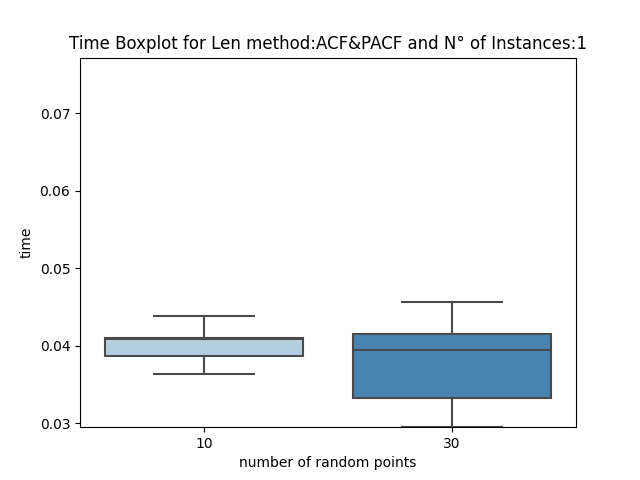 Time Boxplot for Len method:ACF&PACF and N° of Instances:1
0.07
0.06
0.05
0.04
0.03
time
10
30
number of random points